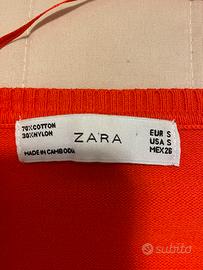 70%COTTON
30%NYLON
MADE IN CAMBODIA
ZARA
EUR S
USA S
MEX 26
subito